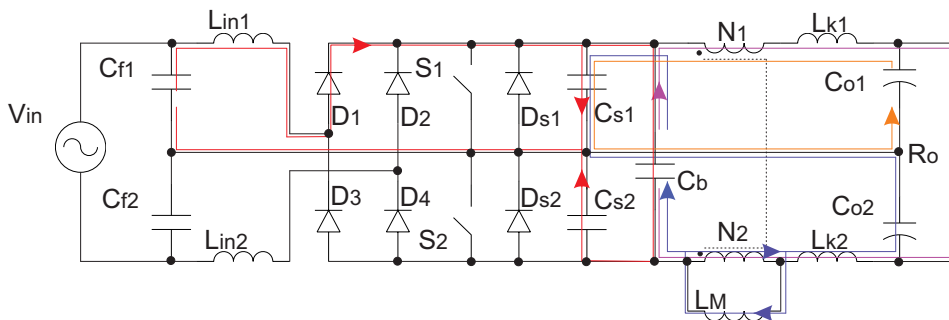 Lin1 N1 Lk1
Cf1 S1 Co1
Vin D1 D2 Ds1 Cs1
Ro
Cf2 D3 D4 Ds2 Cs2 Cb Co2
Lin2 S2 N2 Lk2
LM